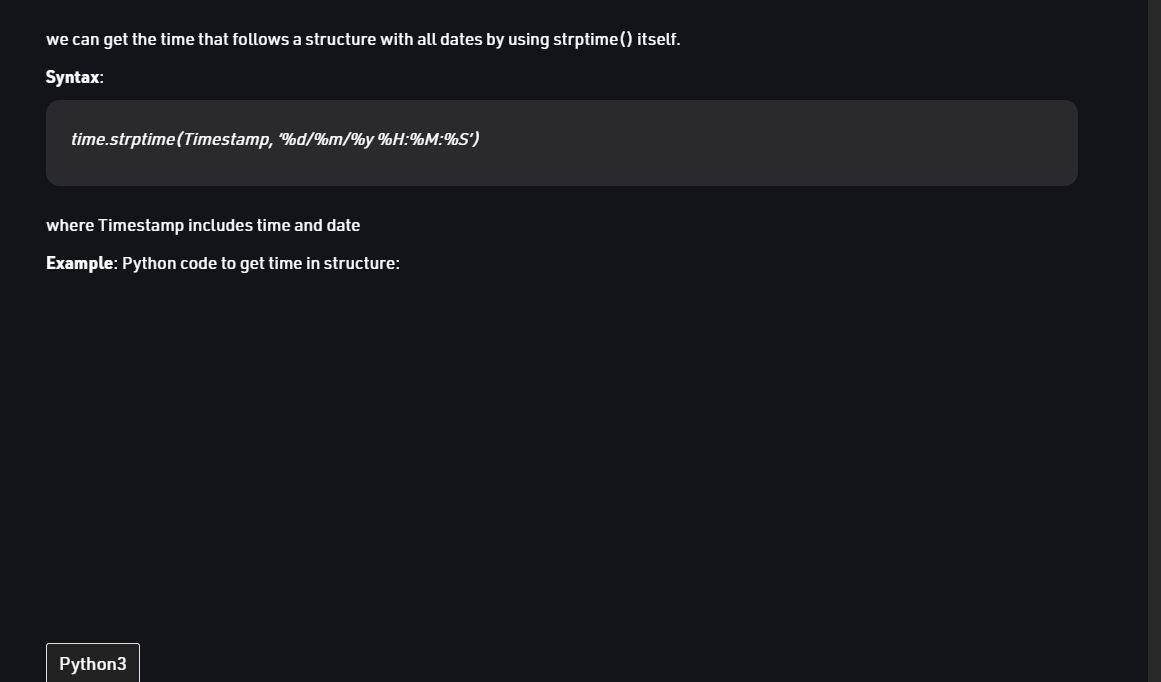 we can get the time that follows a structure with all dates by using strptime() itself.
Syntax:
time.strptime(Timestamp, ‘%d/%m/%y %H:%M:%S’)
where Timestamp includes time and date
Example: Python code to get time in structure:
Python3